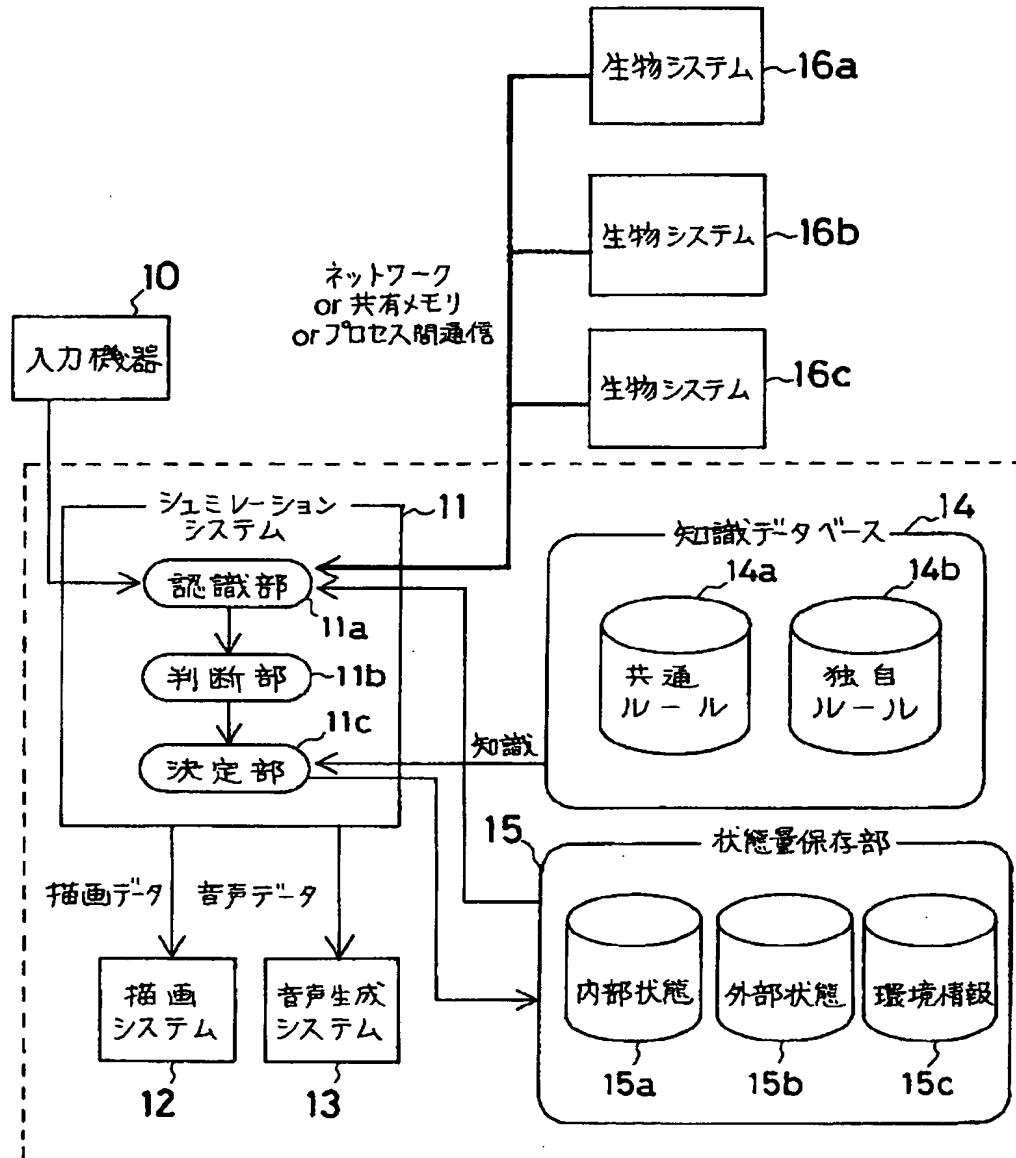 生物システム
16a
生物システム
16b
ネットワーク
or 共有メモリ
orプロセス間通信
10
入力機器
生物システム
16c
シュミレーション
システム
11
認識部
11a
判断部
11b
11c
決定部
知識
14
知識データベース
14a
14b
共通
ルール
独自
ルール
15
状態量保存部
内部状態
外部状態
環境情報
15a
15b
15c
描画データ
音声データ
描画
システム
音声生成
システム
12
13